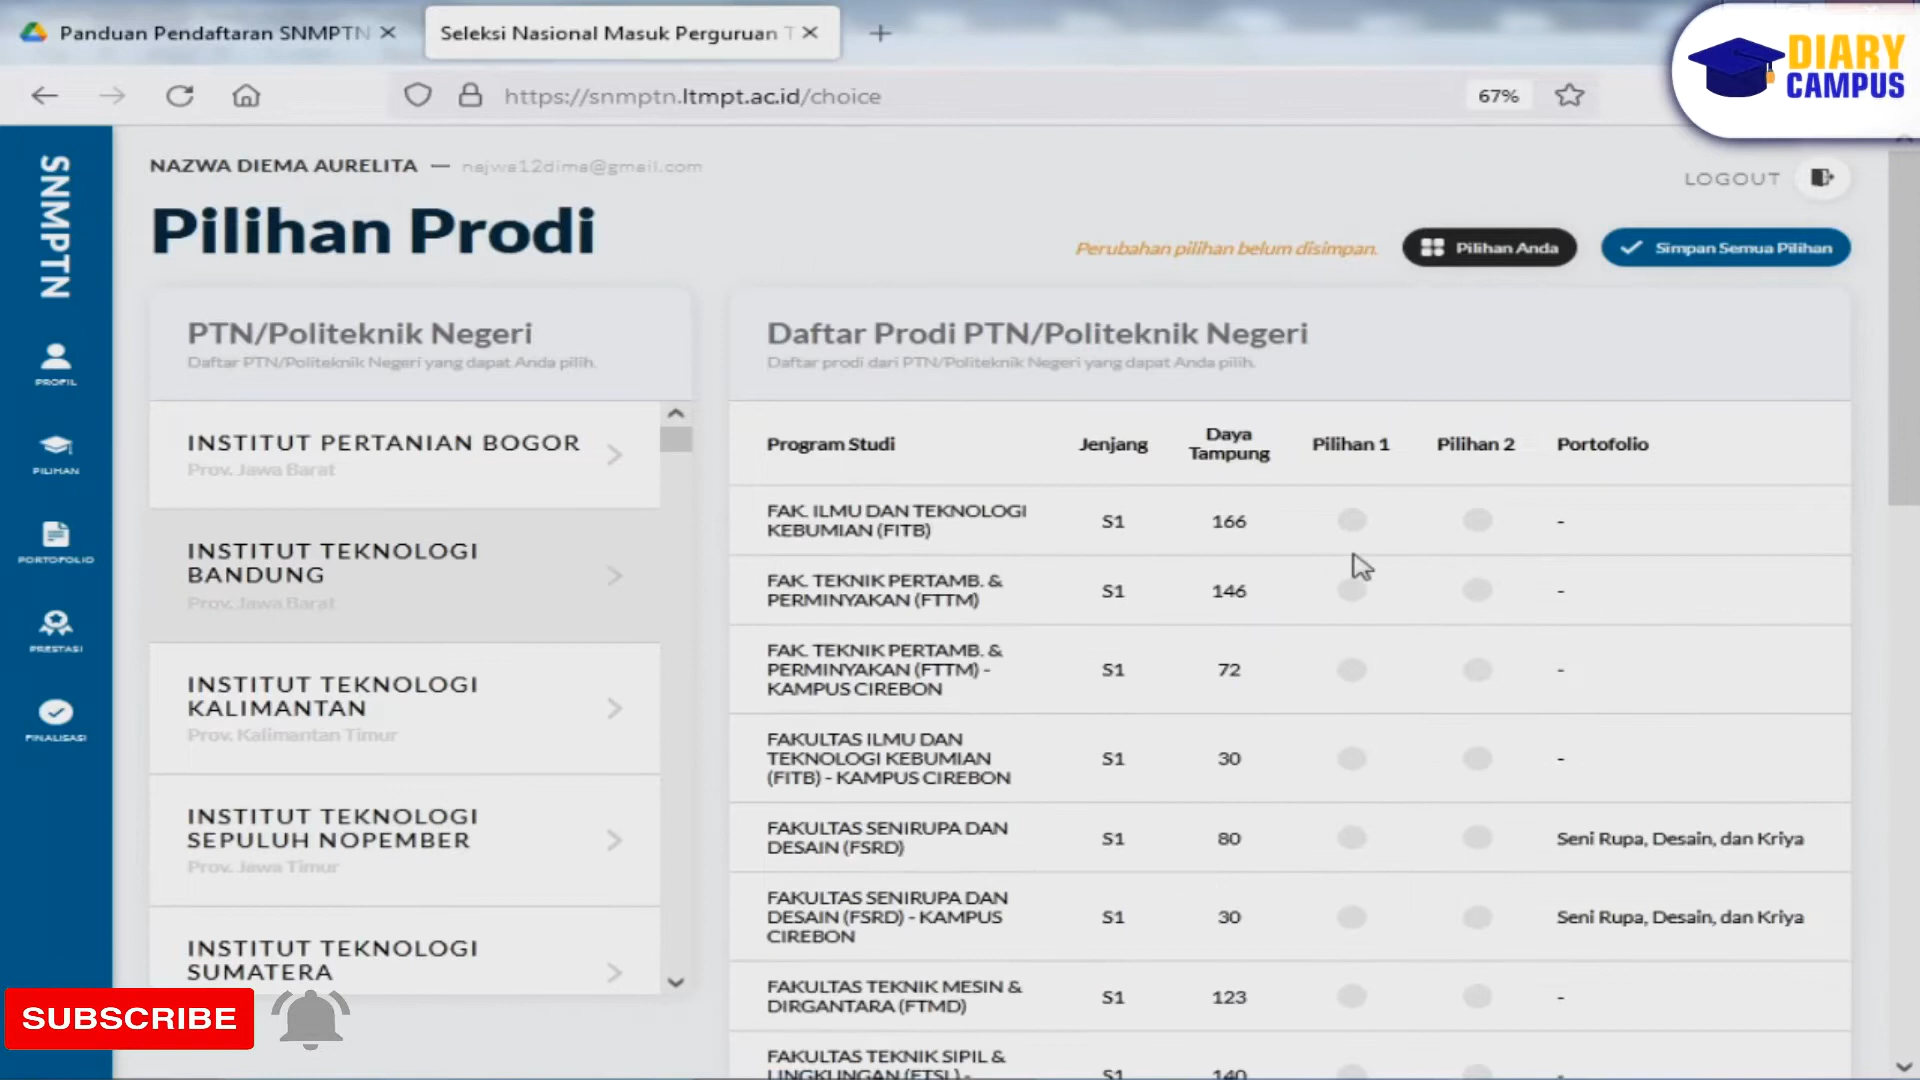 Panduan Pendaftaran SNMPTN
Seleksi Nasional Masuk Perguruan T
DIARY
CAMPUS
https://snmptn.ltmpt.ac.id/choice
67%
SNMPTN
NAZWA DIEMA AURELITA — najwa12dima@gmail.com
LOGOUT
Pilihan Prodi
Perubahan pilihan belum disimpan.
Pilihan Anda
Simpan Semua Pilihan
PROFIL
PILIHAN
PORTOFOLIO
PRESTASI
FINALISASI
PTN/Politeknik Negeri
Daftar PTN/Politeknik Negeri yang dapat Anda pilih.
INSTITUT PERTANIAN BOGOR
Prov. Jawa Barat
INSTITUT TEKNOLOGI
BANDUNG
Prov. Jawa Barat
INSTITUT TEKNOLOGI
KALIMANTAN
Prov. Kalimantan Timur
INSTITUT TEKNOLOGI
SEPULUH NOPEMBER
Prov. Jawa Timur
INSTITUT TEKNOLOGI
SUMATERA
Daftar Prodi PTN/Politeknik Negeri
Daftar prodi dari PTN/Politeknik Negeri yang dapat Anda pilih.
Program Studi Jenjang Daya Tampung Pilihan 1 Pilihan 2 Portofolio
FAK. ILMU DAN TEKNOLOGI
KEBUMIAN (FITB) S1 166 -
FAK. TEKNIK PERTAMB. &
PERMINYAKAN (FTTM) S1 146 -
FAK. TEKNIK PERTAMB. &
PERMINYAKAN (FTTM) - S1 72 -
KAMPUS CIREBON
FAKULTAS ILMU DAN
TEKNOLOGI KEBUMIAN S1 30 -
(FITB) - KAMPUS CIREBON
FAKULTAS SENIRUPA DAN
DESAIN (FSRD) S1 80 Seni Rupa, Desain, dan Kriya
FAKULTAS SENIRUPA DAN
DESAIN (FSRD) - KAMPUS S1 30 Seni Rupa, Desain, dan Kriya
CIREBON
FAKULTAS TEKNIK MESIN &
DIRGANTARA (FTMD) S1 123 -
FAKULTAS TEKNIK SIPIL &
LINGKUNGAN (FTSL) - S1 140 -
SUBSCRIBE